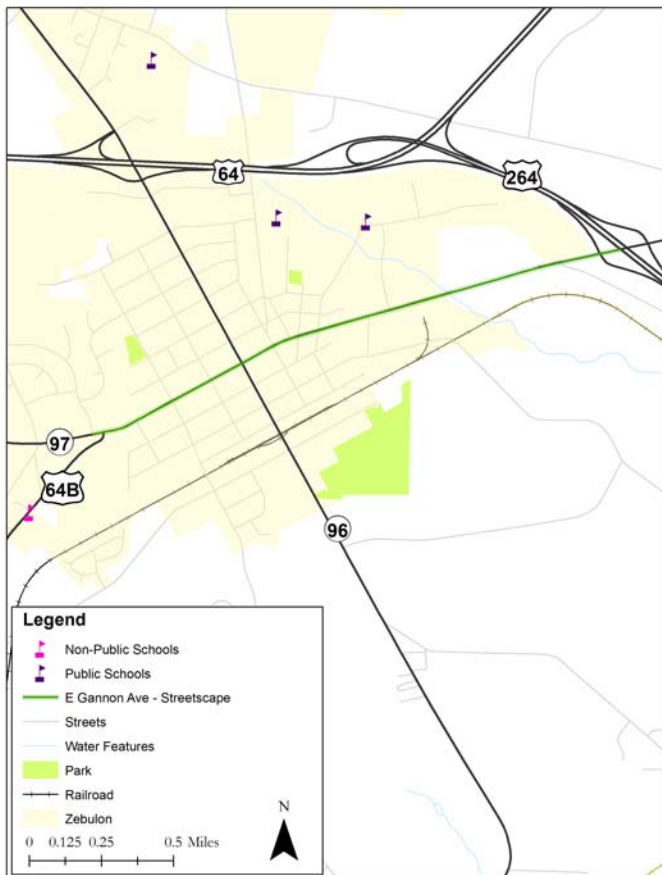 64
264
97
64B
96
Legend
Non-Public Schools
Public Schools
E Gannon Ave - Streetscape
Streets
Water Features
Park
Railroad
Zebulon
N
0 0.125 0.25 0.5 Miles